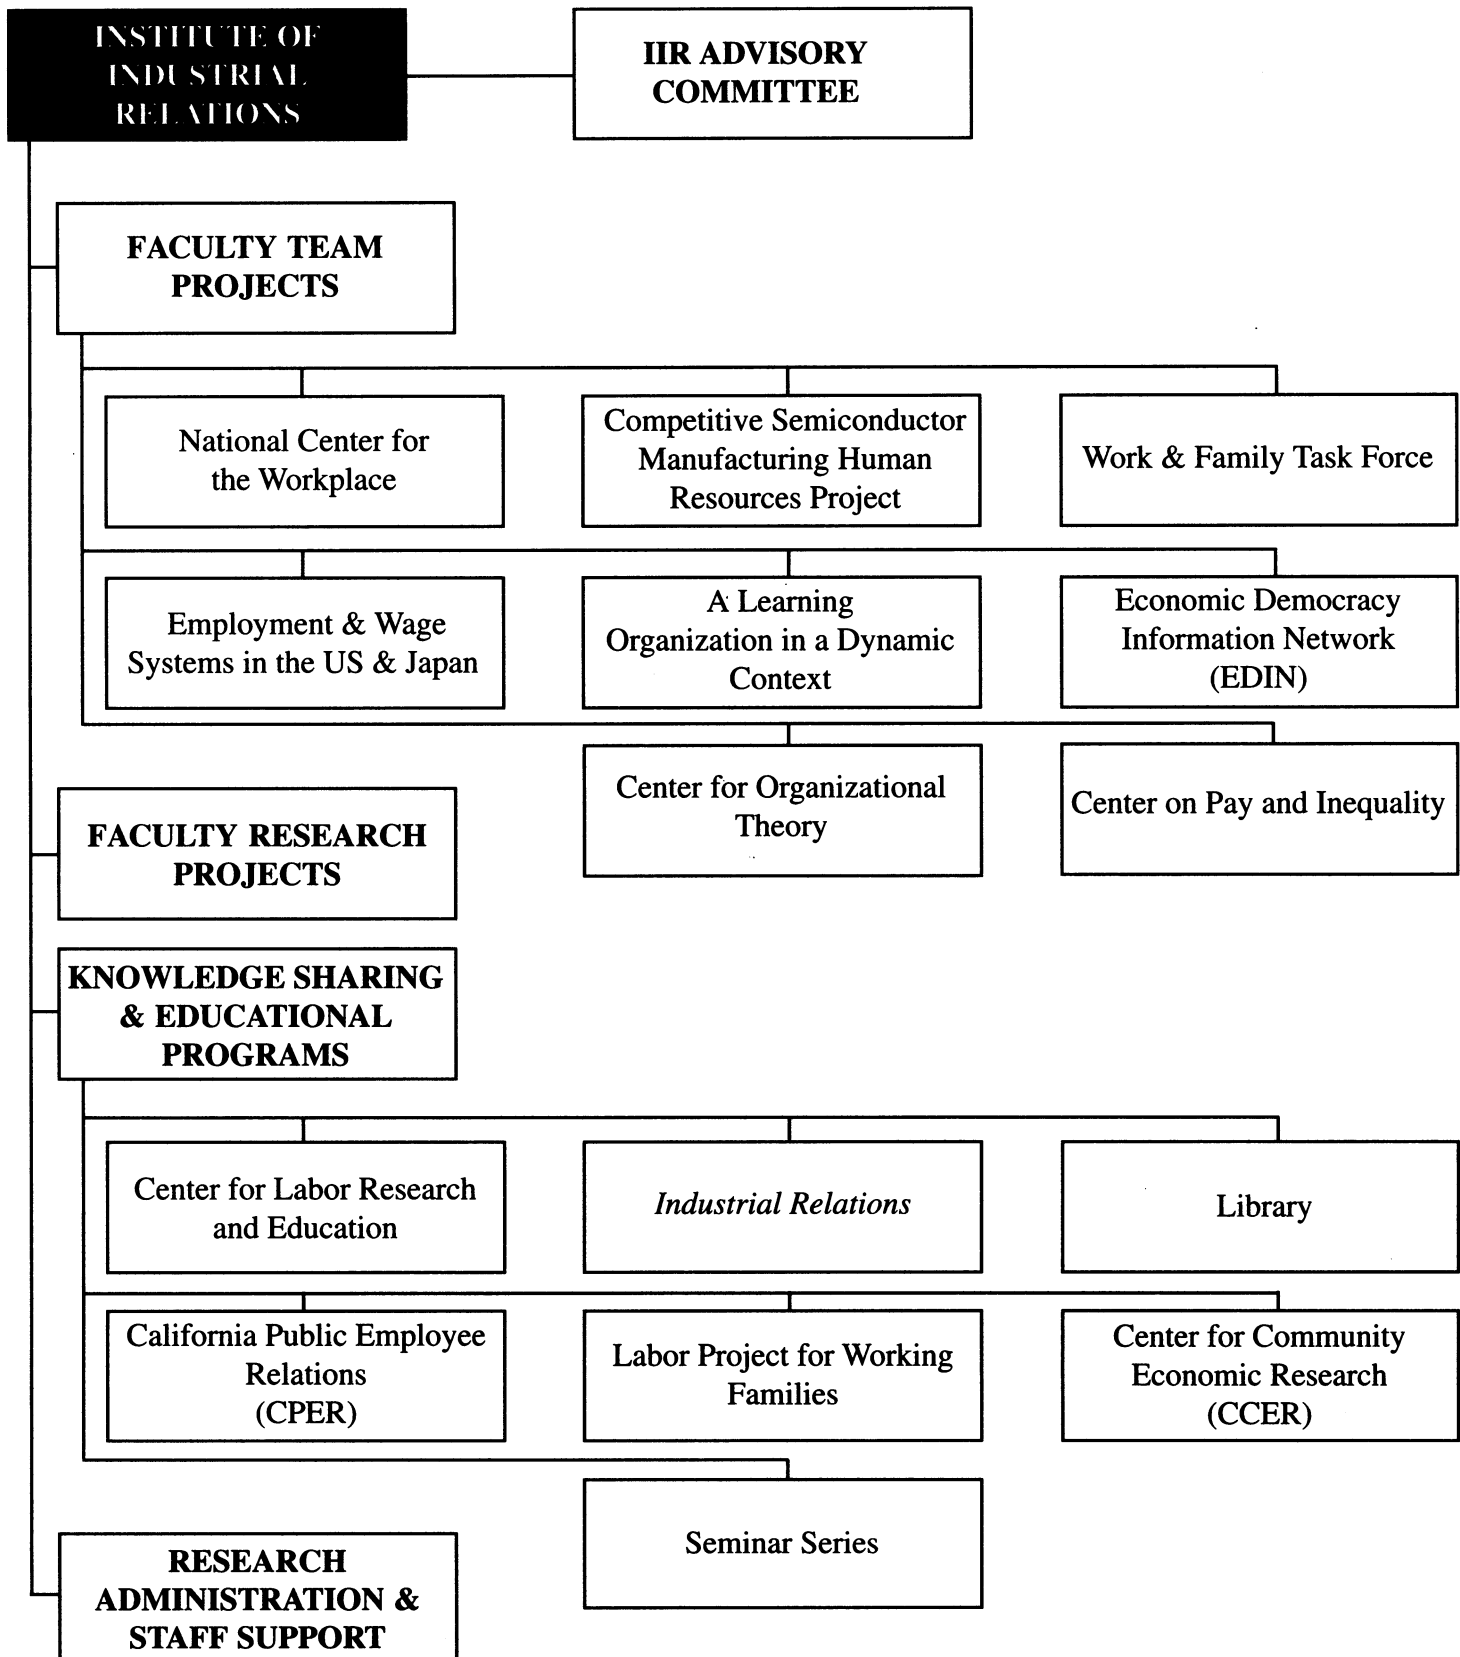 INSTITUTE OF
INDUSTRIAL
RELATIONS
IIR ADVISORY
COMMITTEE
FACULTY TEAM
PROJECTS
National Center for
the Workplace
Competitive Semiconductor
Manufacturing Human
Resources Project
Work & Family Task Force
Employment & Wage
Systems in the US & Japan
A Learning
Organization in a Dynamic
Context
Economic Democracy
Information Network
(EDIN)
Center for Organizational
Theory
Center on Pay and Inequality
FACULTY RESEARCH
PROJECTS
KNOWLEDGE SHARING
& EDUCATIONAL
PROGRAMS
Center for Labor Research
and Education
Industrial Relations
Library
California Public Employee
Relations
(CPER)
Labor Project for Working
Families
Center for Community
Economic Research
(CCER)
Seminar Series
RESEARCH
ADMINISTRATION &
STAFF SUPPORT